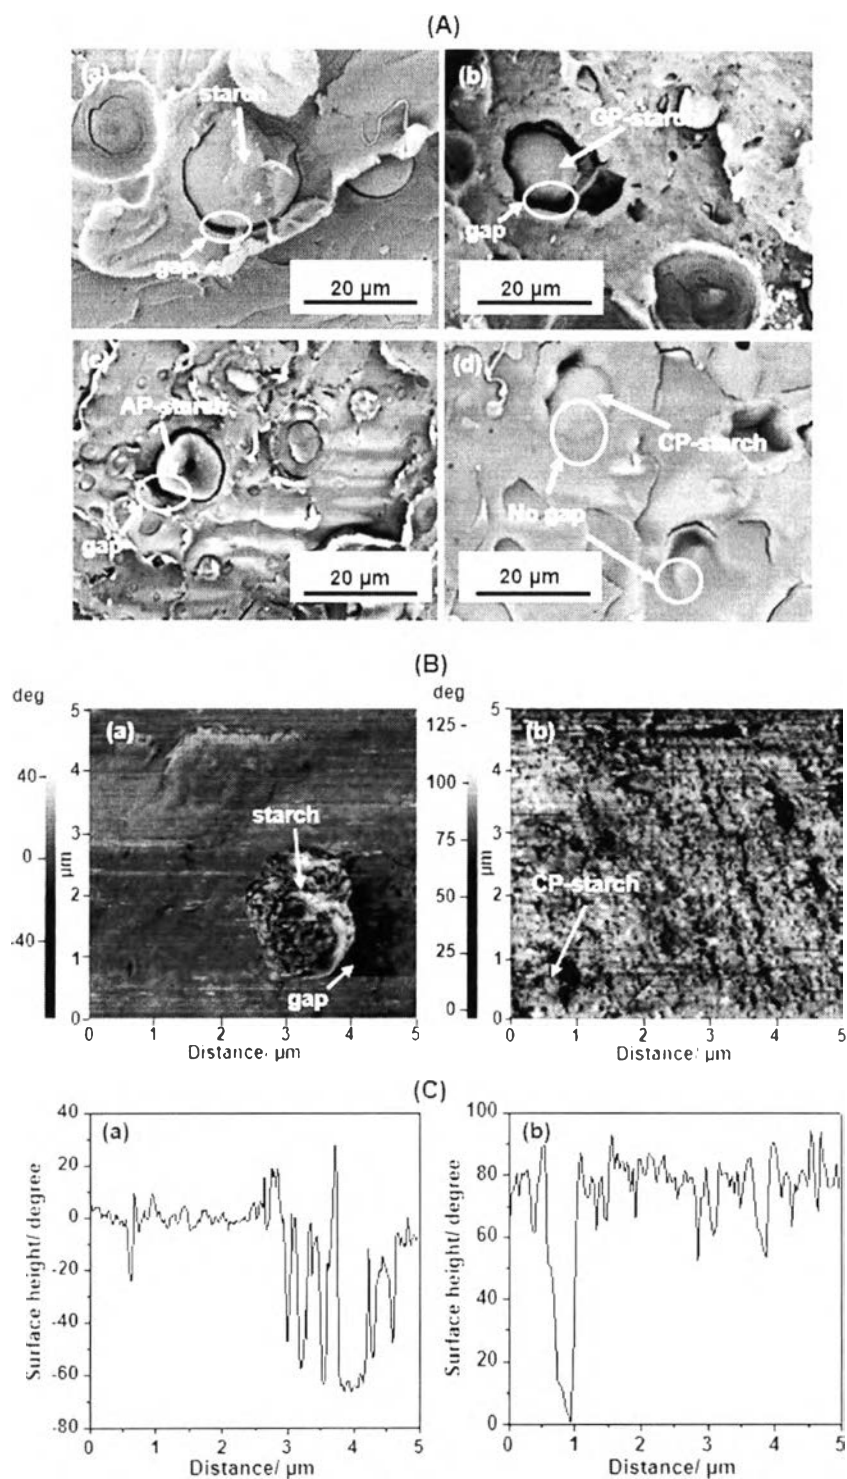 (A)
(a)
starch
gap
20 µm
(b)
GP-starch
gap
20 µm
(c)
AP-starch
gap
20 µm
(d)
CP-starch
No gap
20 µm
(B)
deg
40
0
-40
µm
5
4
3
2
1
0
(a)
starch
gap
0 1 2 3 4 5
Distance/ µm
deg
125
100
75
50
25
0
µm
5
4
3
2
1
0
(b)
CP-starch
0 1 2 3 4 5
Distance/ µm
(C)
(a)
Surface height/ degree
40
20
0
-20
-40
-60
-80
0 1 2 3 4 5
Distance/ µm
(b)
Surface height/ degree
100
80
60
40
20
0
0 1 2 3 4 5
Distance/ µm